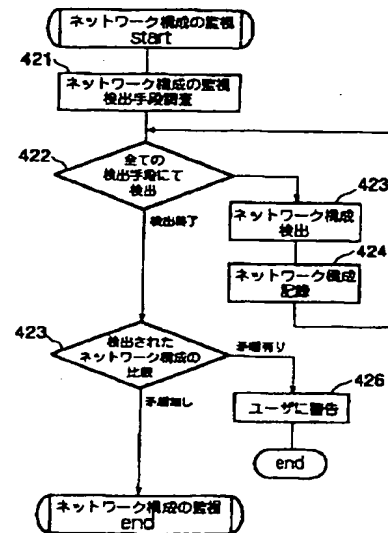 ネットワーク構成の監視
start
421
ネットワーク構成の監視
検出手段調査
422
全ての
検出手段にて
検出
検出終了
423
ネットワーク構成
検出
424
ネットワーク構成
記録
423
検出された
ネットワーク構成の
比較
矛盾有り
矛盾無し
426
ユーザに警告
end
ネットワーク構成の監視
end